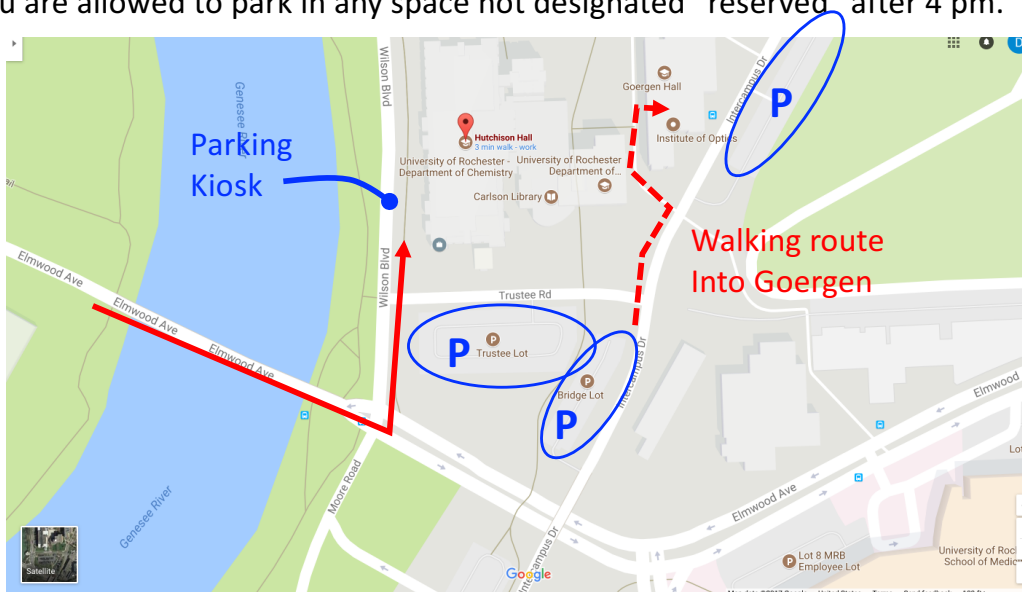 u are allowed to park in any space not designated "reserved" after 4 pm.
Wilson Blvd
Genesee River
Parking
Kiosk
Goergen Hall
Intercampus Dr
P
Hutchison Hall
3 min walk - work
University of Rochester -
Department of Chemistry
University of Rochester
Department of...
Institute of Optics
Carlson Library
Walking route
Into Goergen
Elmwood Ave
Elmwood Ave
Elmwood Ave
Wilson Blvd
Trustee Rd
P
P
Trustee Lot
P
Bridge Lot
P
Intercampus Dr
Elmwood
Moore Road
Genesee River
Elmwood Ave
Intercampus Dr
Satellite
Google
P
Lot 8 MRB
Employee Lot
University of Roc
School of Medic
Lot
D